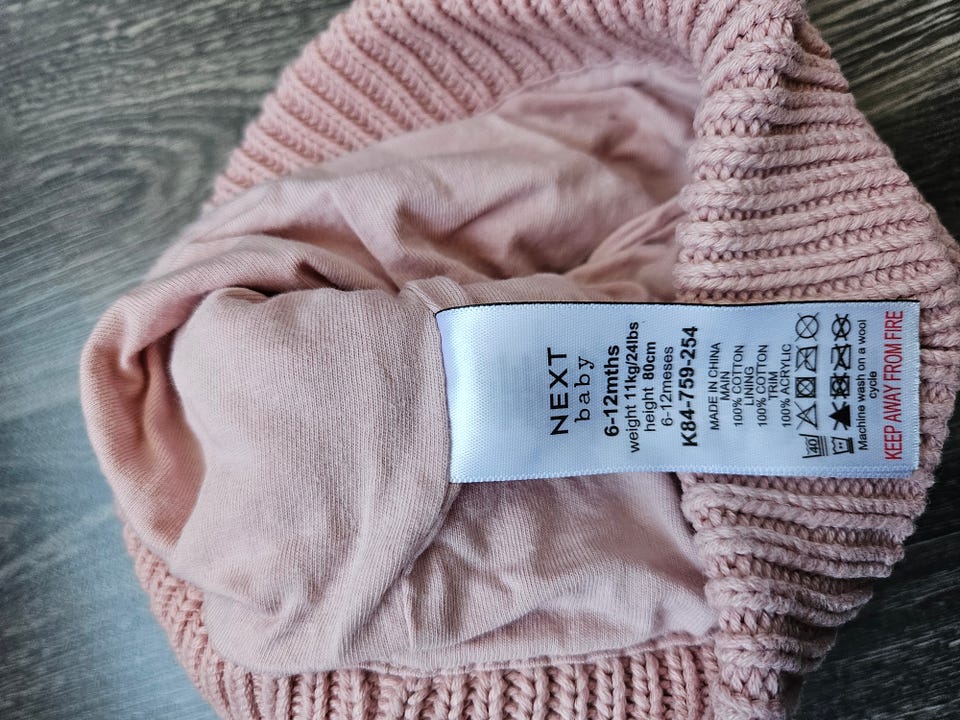 NEXT
baby
6-12mths
weight 11kg/24lbs
height 80cm
6-12meses
K84-759-254
MADE IN CHINA
MAIN
100% COTTON
LINING
100% COTTON
TRIM
100% ACRYLIC
40
Machine wash on a wool
cycle
KEEP AWAY FROM FIRE